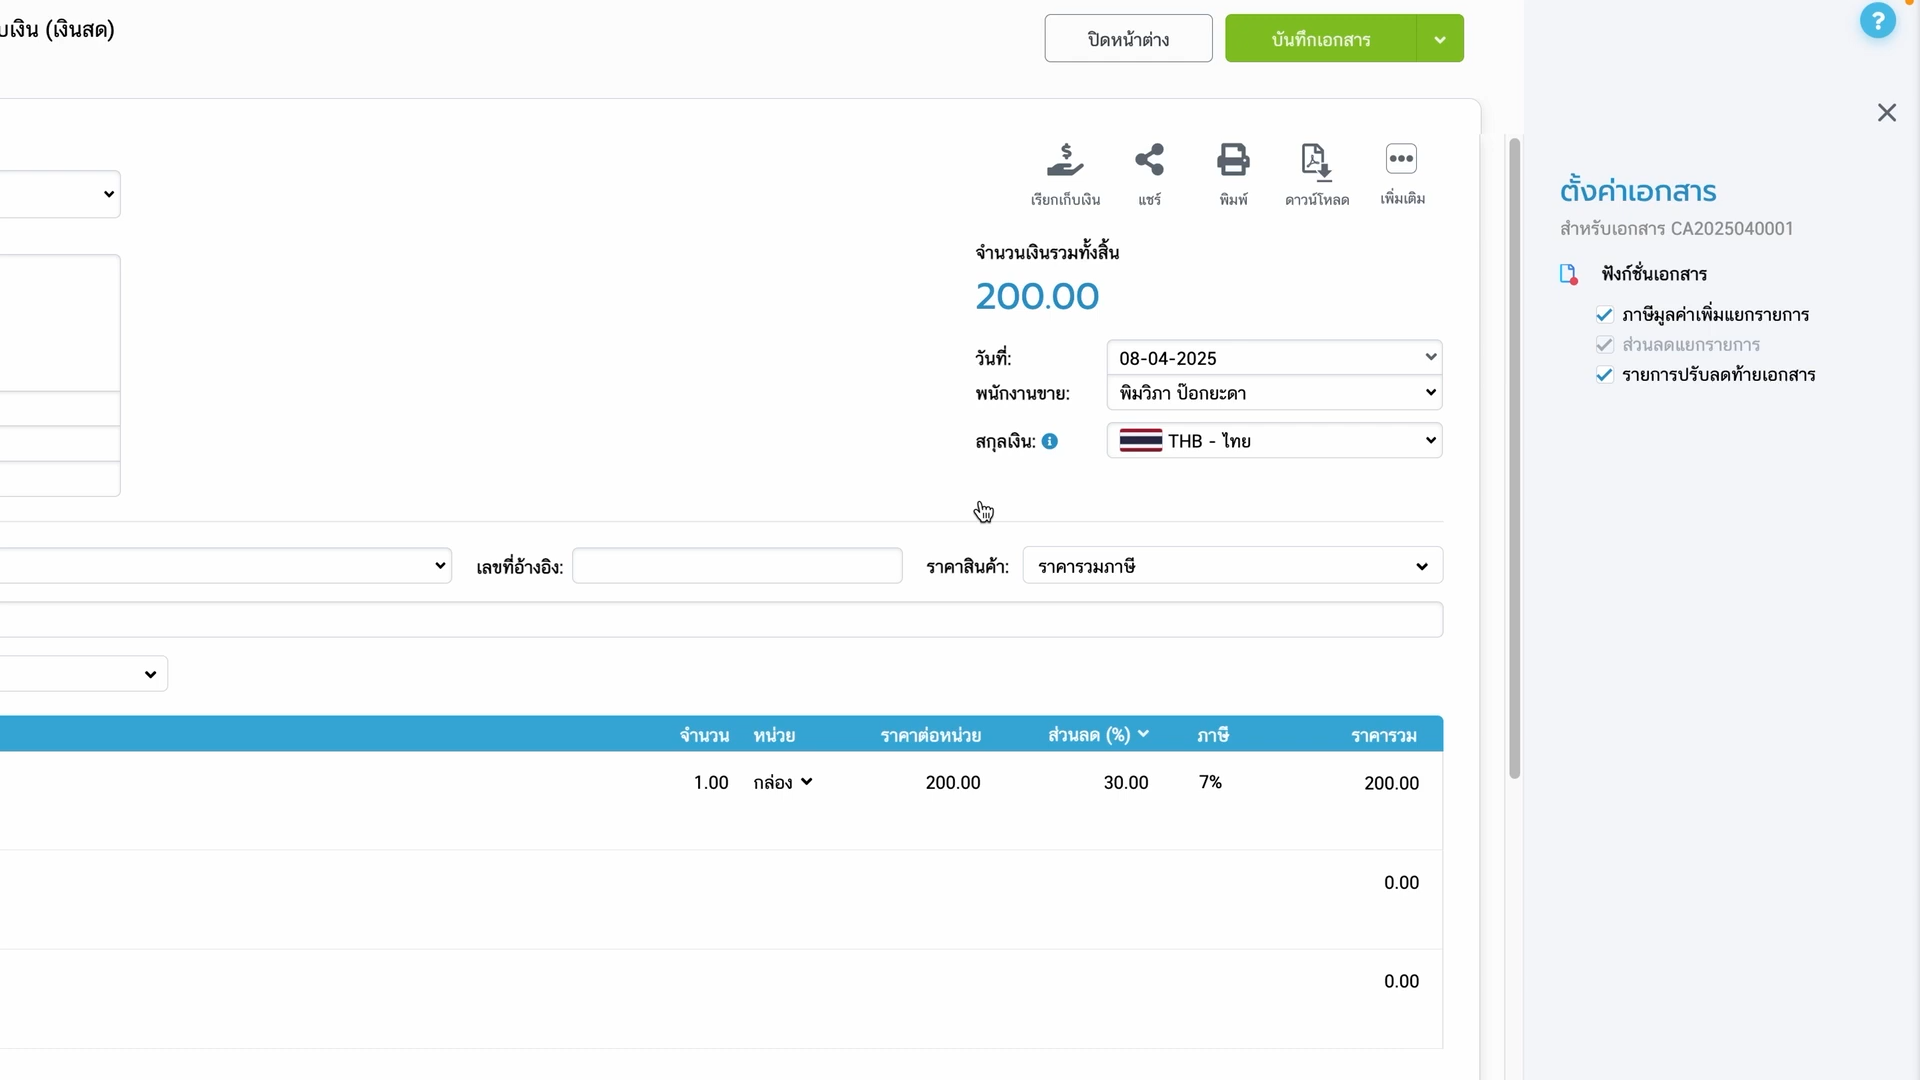 บเงิน (เงินสด)
ปิดหน้าต่าง
บันทึกเอกสาร
?
เรียกเก็บเงิน
แชร์
พิมพ์
ดาวน์โหลด
เพิ่มเติม
จำนวนเงินรวมทั้งสิ้น
200.00
วันที่: 08-04-2025
พนักงานขาย: พิมวิภา ป๊อกยะดา
สกุลเงิน: THB - ไทย
เลขที่อ้างอิง:
ราคาสินค้า: ราคารวมภาษี
จำนวน หน่วย ราคาต่อหน่วย ส่วนลด (%) ภาษี ราคารวม
1.00 กล่อง 200.00 30.00 7% 200.00
0.00
0.00
ตั้งค่าเอกสาร
สำหรับเอกสาร CA2025040001
ฟังก์ชั่นเอกสาร
ภาษีมูลค่าเพิ่มแยกรายการ
ส่วนลดแยกรายการ
รายการปรับลดท้ายเอกสาร